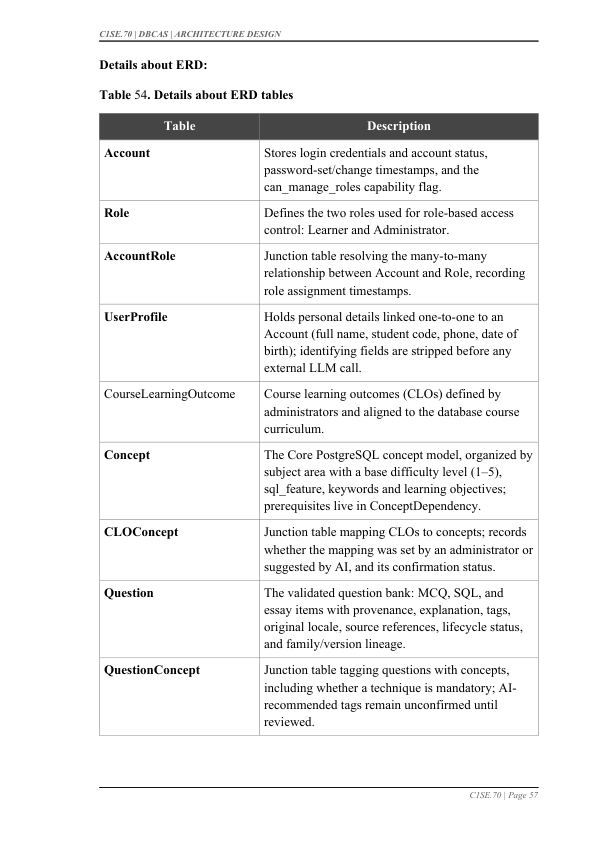 C1SE.70 | DBCAS | ARCHITECTURE DESIGN
Details about ERD:
Table 54. Details about ERD tables
Table
Description
Account
Stores login credentials and account status,
password-set/change timestamps, and the
can_manage_roles capability flag.
Role
Defines the two roles used for role-based access
control: Learner and Administrator.
AccountRole
Junction table resolving the many-to-many
relationship between Account and Role, recording
role assignment timestamps.
UserProfile
Holds personal details linked one-to-one to an
Account (full name, student code, phone, date of
birth); identifying fields are stripped before any
external LLM call.
CourseLearningOutcome
Course learning outcomes (CLOs) defined by
administrators and aligned to the database course
curriculum.
Concept
The Core PostgreSQL concept model, organized by
subject area with a base difficulty level (1–5),
sql_feature, keywords and learning objectives;
prerequisites live in ConceptDependency.
CLOConcept
Junction table mapping CLOs to concepts; records
whether the mapping was set by an administrator or
suggested by AI, and its confirmation status.
Question
The validated question bank: MCQ, SQL, and
essay items with provenance, explanation, tags,
original locale, source references, lifecycle status,
and family/version lineage.
QuestionConcept
Junction table tagging questions with concepts,
including whether a technique is mandatory; AI-
recommended tags remain unconfirmed until
reviewed.
C1SE.70 | Page 57